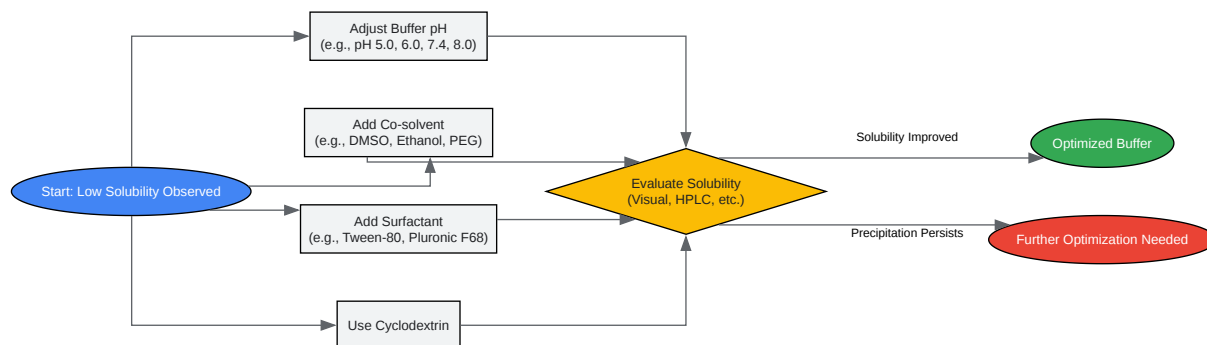 Adjust Buffer pH
(e.g., pH 5.0, 6.0, 7.4, 8.0)
Add Co-solvent
(e.g., DMSO, Ethanol, PEG)
Start: Low Solubility Observed
Add Surfactant
(e.g., Tween-80, Pluronic F68)
Use Cyclodextrin
Evaluate Solubility
(Visual, HPLC, etc.)
Solubility Improved
Optimized Buffer
Precipitation Persists
Further Optimization Needed